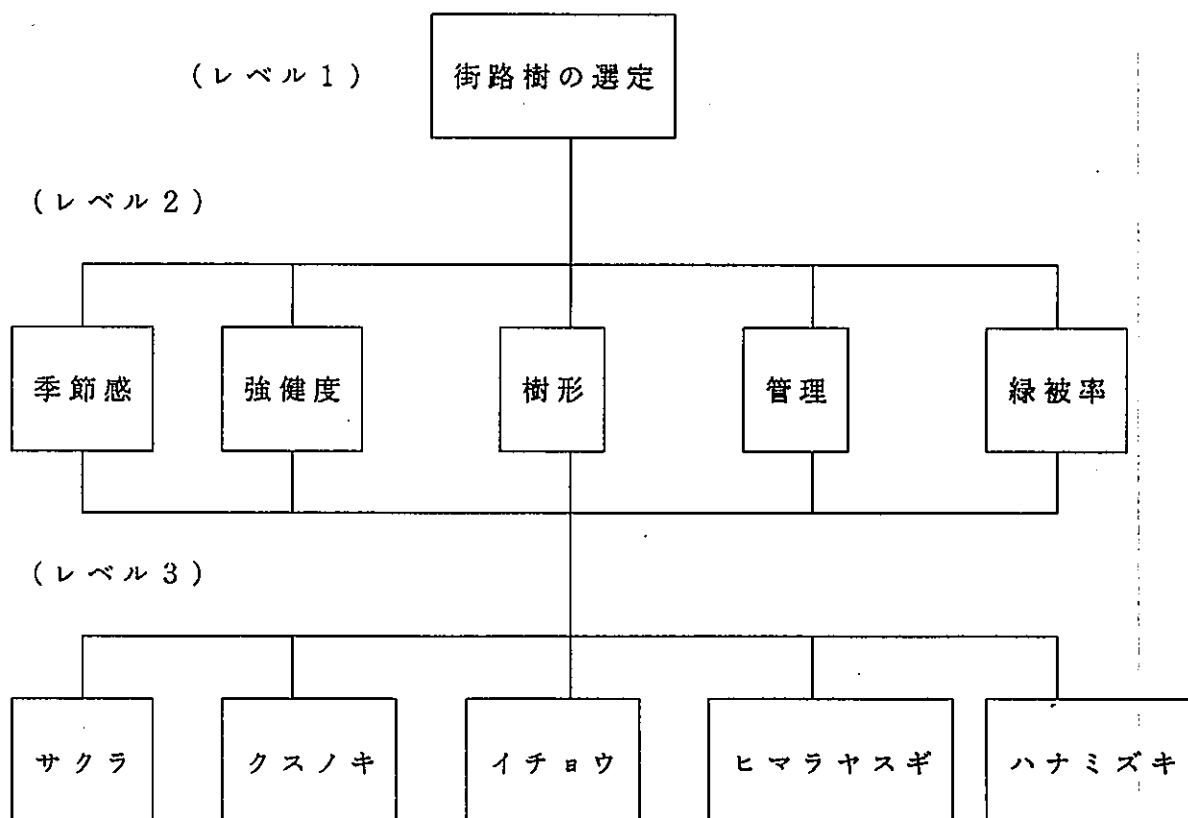 (レベル1)
街路樹の選定
(レベル2)
季節感
強健度
樹形
管理
緑被率
(レベル3)
サクラ
クスノキ
イチョウ
ヒマラヤスギ
ハナミズキ